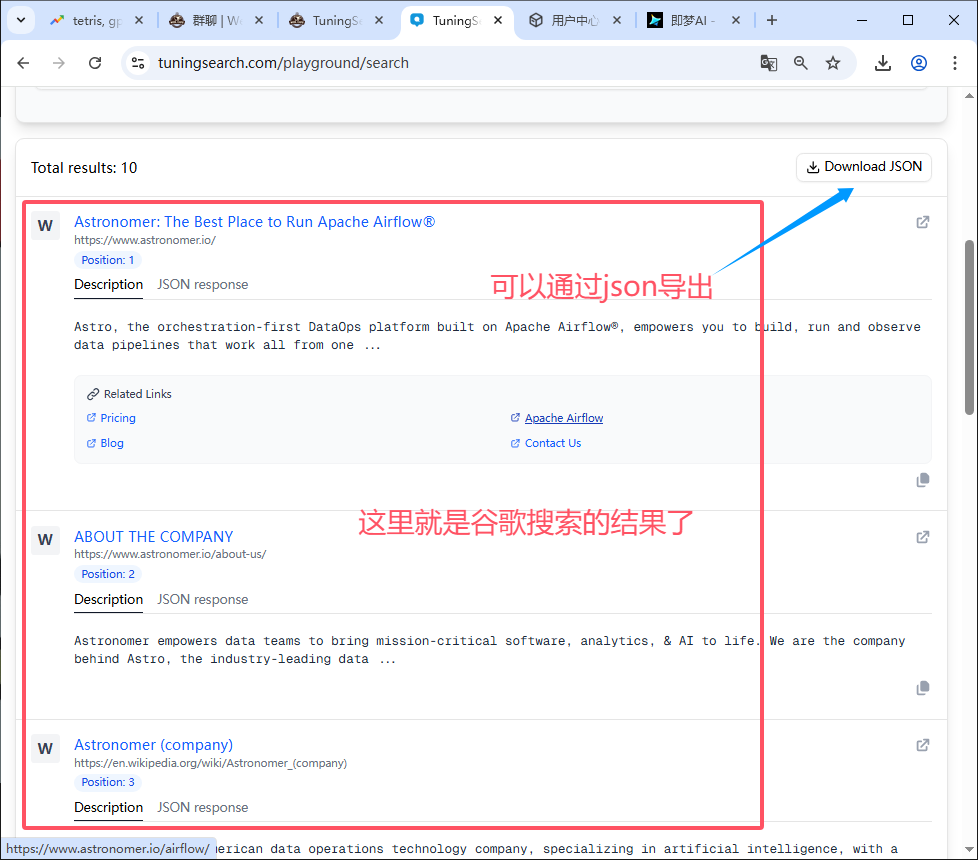 tetris, gp
群聊 | W
TuningSe
TuningSe
用户中心
即梦AI -
tuningsearch.com/playground/search
Total results: 10
Download JSON
W
Astronomer: The Best Place to Run Apache Airflow®
https://www.astronomer.io/
Position: 1
Description JSON response
可以通过json导出
Astro, the orchestration-first DataOps platform built on Apache Airflow®, empowers you to build, run and observe
data pipelines that work all from one ...
Related Links
Pricing Apache Airflow
Blog Contact Us
这里就是谷歌搜索的结果了
W
ABOUT THE COMPANY
https://www.astronomer.io/about-us/
Position: 2
Description JSON response
Astronomer empowers data teams to bring mission-critical software, analytics, & AI to life. We are the company
behind Astro, the industry-leading data ...
W
Astronomer (company)
https://en.wikipedia.org/wiki/Astronomer_(company)
Position: 3
Description JSON response
https://www.astronomer.io/airflow/ erican data operations technology company, specializing in artificial intelligence, with a